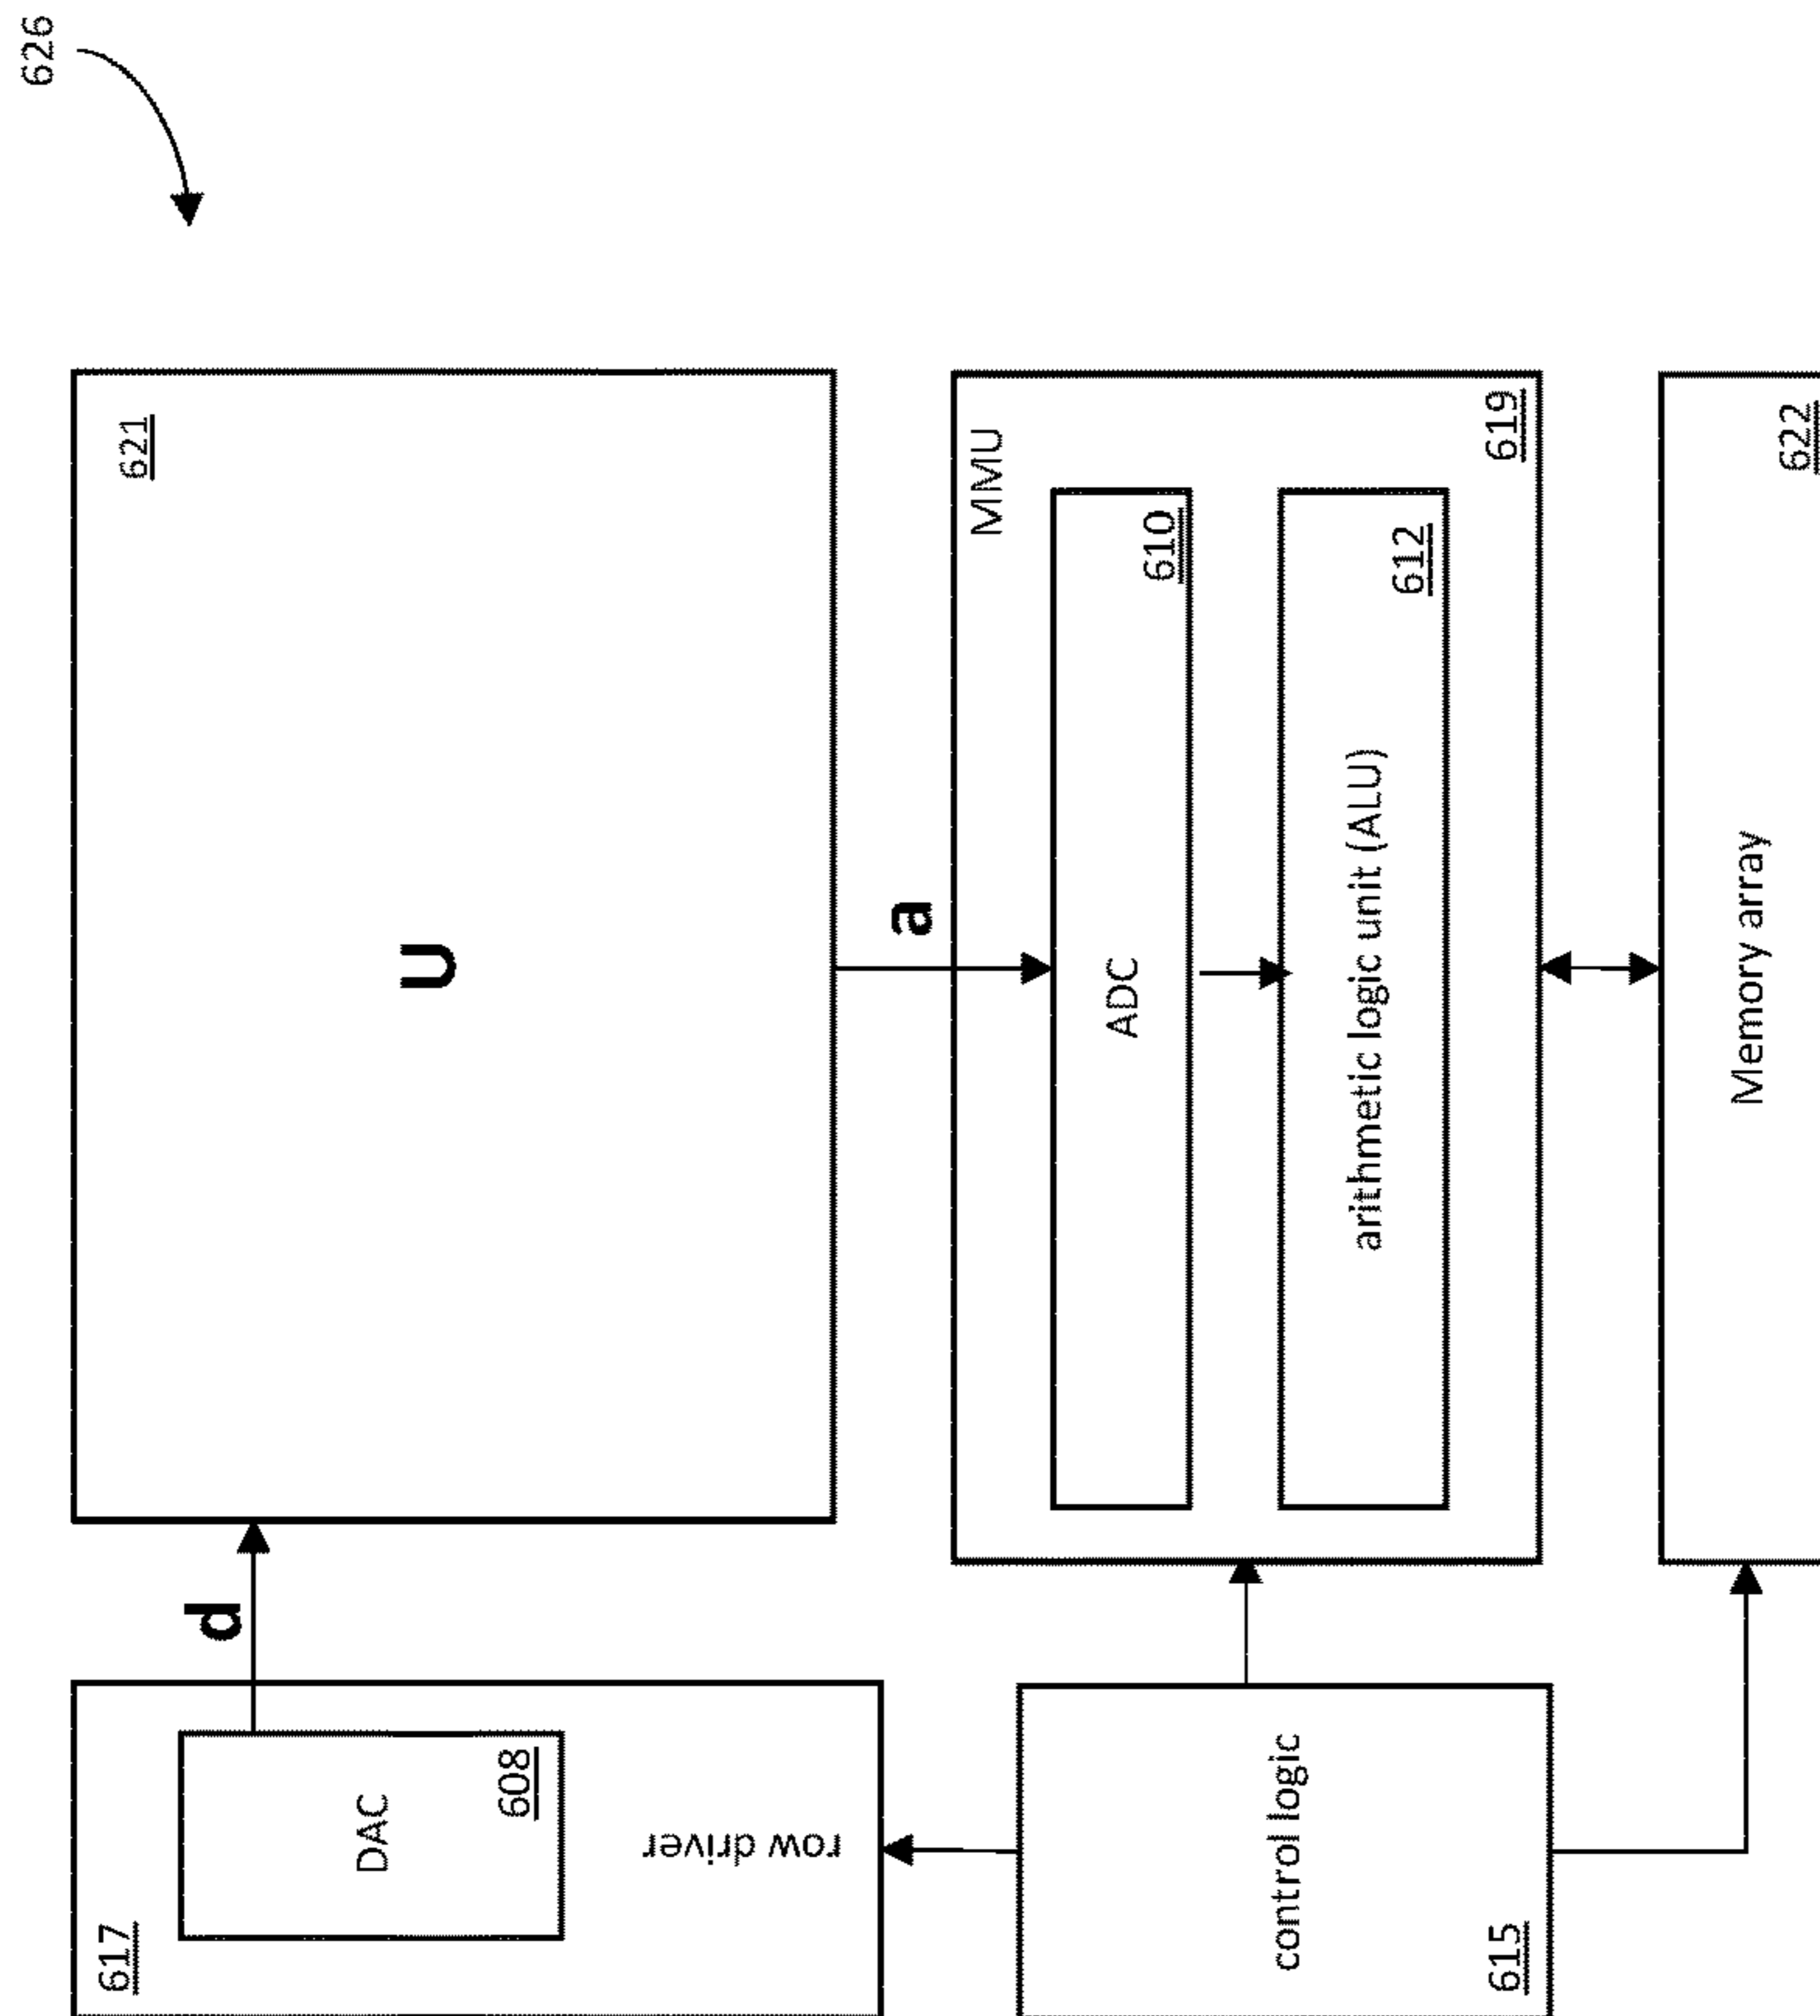 626
621
U
d
a
617
DAC
608
row driver
MMU
ADC
610
arithmetic logic unit (ALU)
612
619
control logic
615
Memory array
622